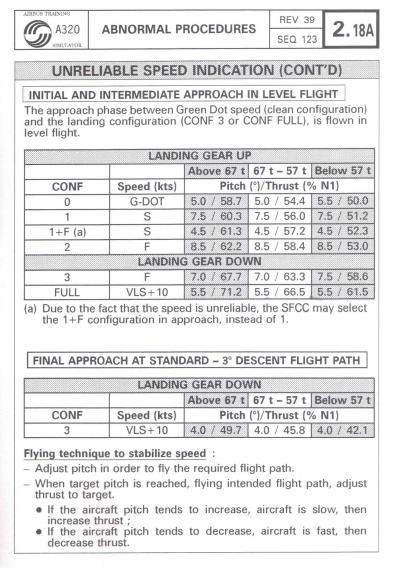 AIRBUS TRAINING
A320
SIMULATOR
ABNORMAL PROCEDURES
REV 39
SEQ 123
2.18A
UNRELIABLE SPEED INDICATION (CONT'D)
INITIAL AND INTERMEDIATE APPROACH IN LEVEL FLIGHT
The approach phase between Green Dot speed (clean configuration)
and the landing configuration (CONF 3 or CONF FULL), is flown in
level flight.
LANDING GEAR UP
Above 67 t 67 t – 57 t Below 57 t
CONF Speed (kts) Pitch (°)/Thrust (% N1)
0 G-DOT 5.0 / 58.7 5.0 / 54.4 5.5 / 50.0
1 S 7.5 / 60.3 7.5 / 56.0 7.5 / 51.2
1+F (a) S 4.5 / 61.3 4.5 / 57.2 4.5 / 52.3
2 F 8.5 / 62.2 8.5 / 58.4 8.5 / 53.0
LANDING GEAR DOWN
3 F 7.0 / 67.7 7.0 / 63.3 7.5 / 58.6
FULL VLS+10 5.5 / 71.2 5.5 / 66.5 5.5 / 61.5
(a) Due to the fact that the speed is unreliable, the SFCC may select
the 1+F configuration in approach, instead of 1.
FINAL APPROACH AT STANDARD – 3° DESCENT FLIGHT PATH
LANDING GEAR DOWN
Above 67 t 67 t – 57 t Below 57 t
CONF Speed (kts) Pitch (°)/Thrust (% N1)
3 VLS+10 4.0 / 49.7 4.0 / 45.8 4.0 / 42.1
Flying technique to stabilize speed :
– Adjust pitch in order to fly the required flight path.
– When target pitch is reached, flying intended flight path, adjust
thrust to target.
● If the aircraft pitch tends to increase, aircraft is slow, then
increase thrust ;
● If the aircraft pitch tends to decrease, aircraft is fast, then
decrease thrust.